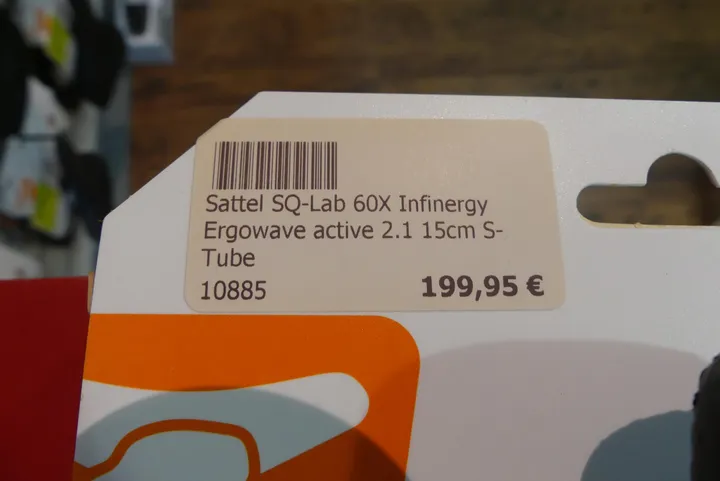 Sattel SQ-Lab 60X Infinergy
Ergowave active 2.1 15cm S-
Tube
10885 199,95 €